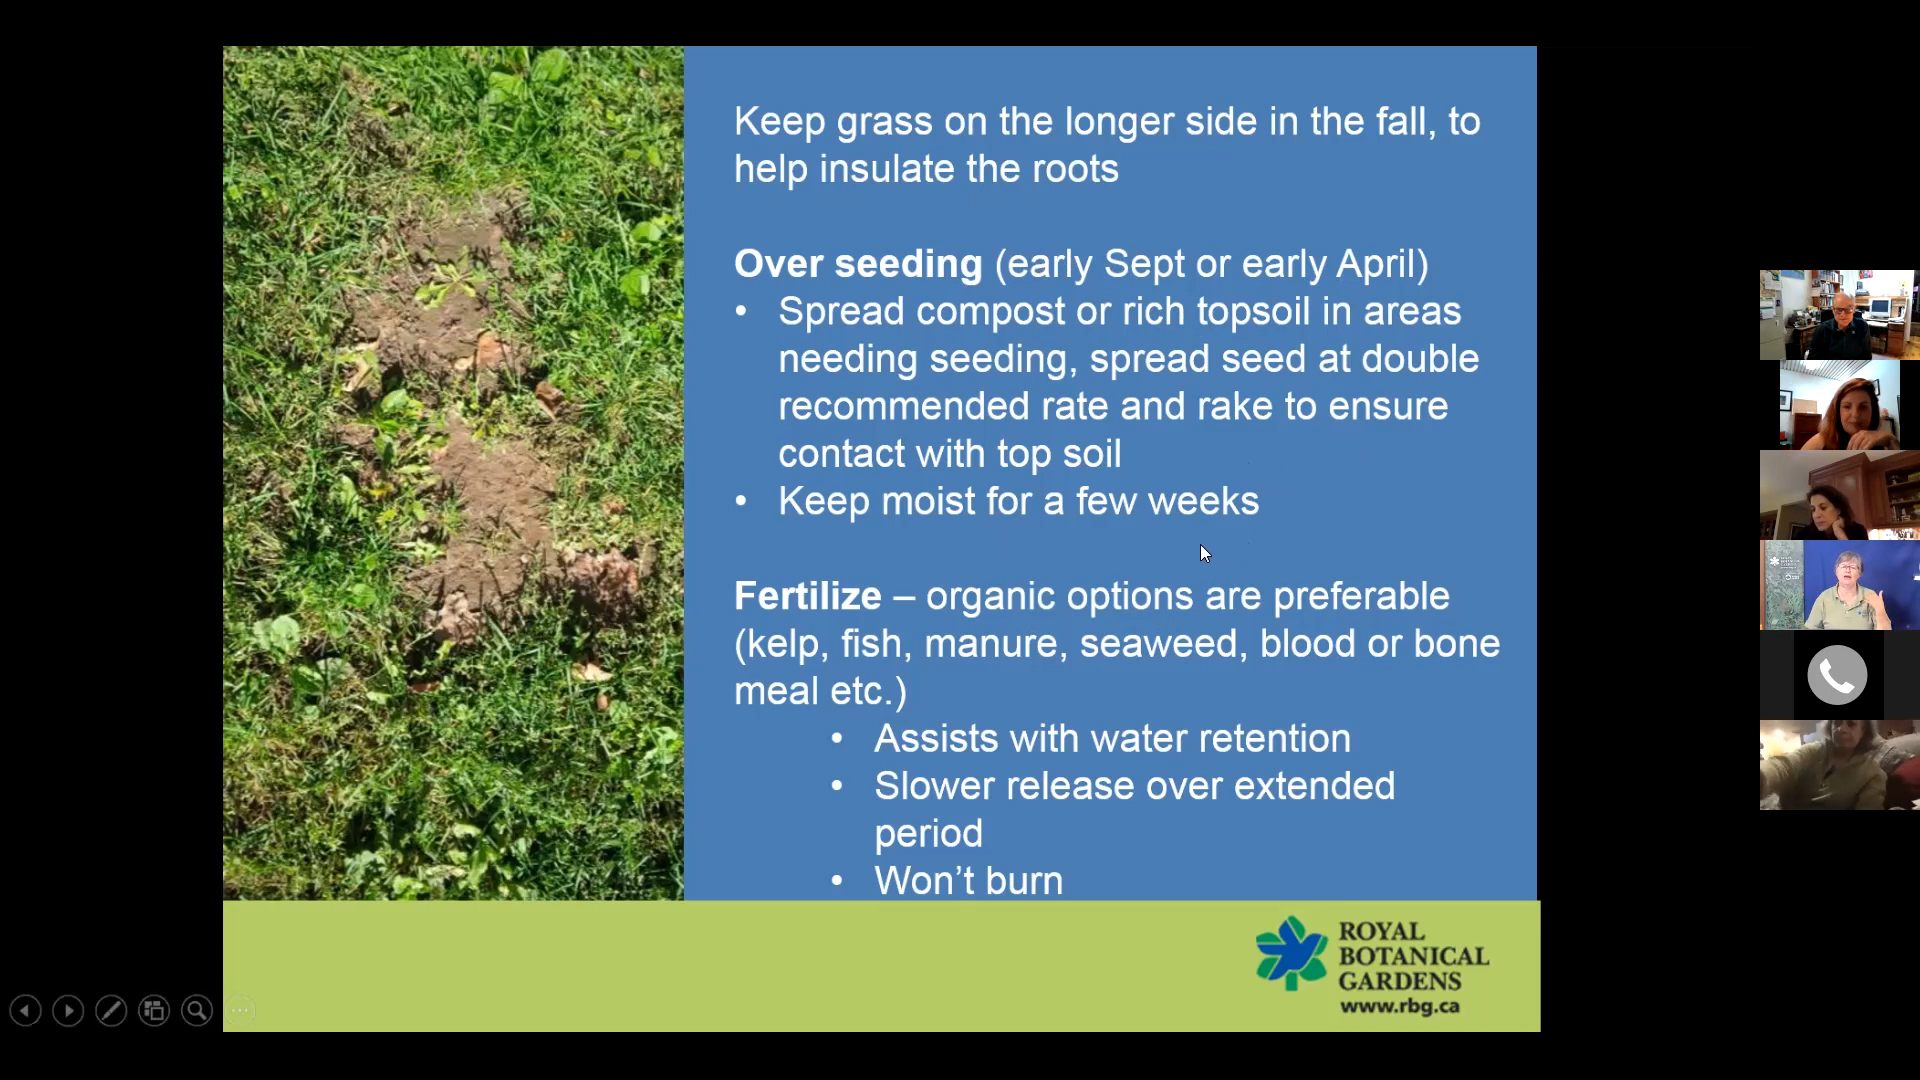 Keep grass on the longer side in the fall, to
help insulate the roots
Over seeding (early Sept or early April)
• Spread compost or rich topsoil in areas
needing seeding, spread seed at double
recommended rate and rake to ensure
contact with top soil
• Keep moist for a few weeks
Fertilize – organic options are preferable
(kelp, fish, manure, seaweed, blood or bone
meal etc.)
• Assists with water retention
• Slower release over extended
period
• Won’t burn
ROYAL
BOTANICAL
GARDENS
www.rbg.ca